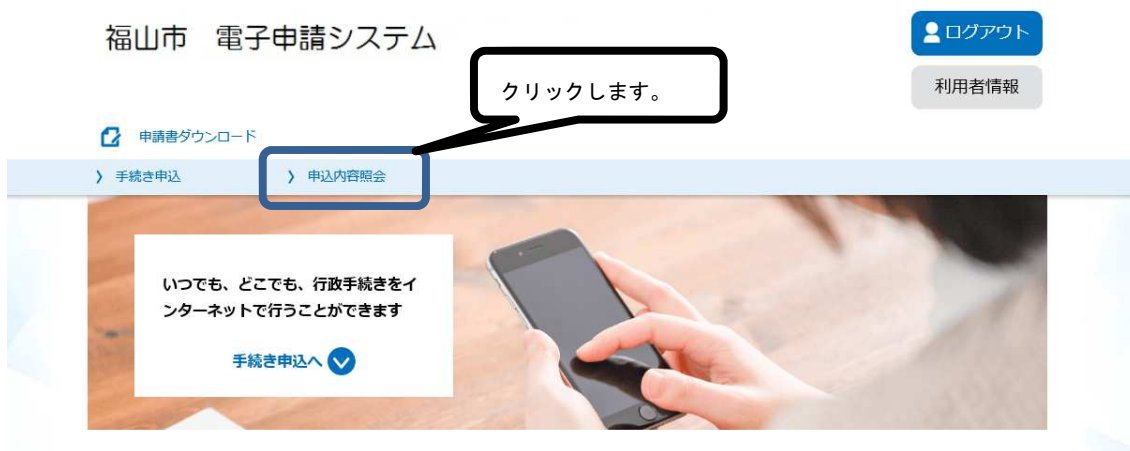 福山市　電子申請システム
ログアウト
クリックします。
利用者情報
申請書ダウンロード
手続き申込
申込内容照会
いつでも、どこでも、行政手続きをイ
ンターネットで行うことができます
手続き申込へ